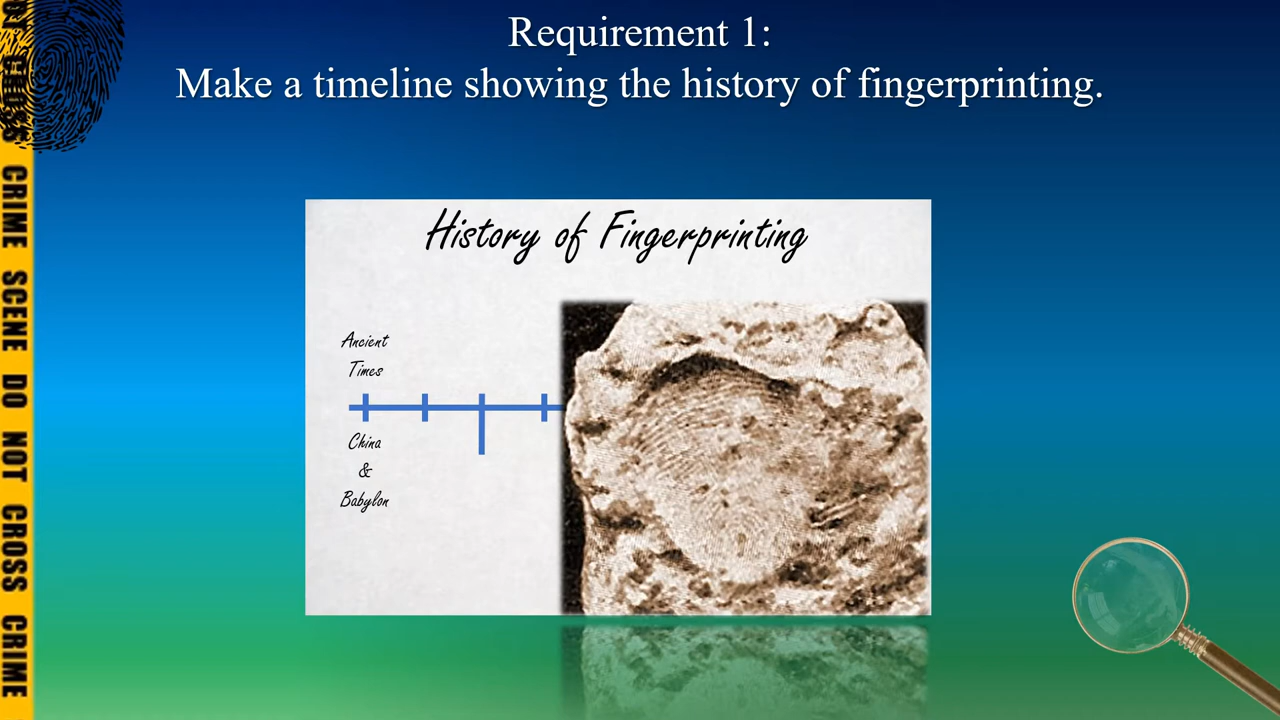 Requirement 1:
Make a timeline showing the history of fingerprinting.
History of Fingerprinting
Ancient
Times
China
&
Babylon
CRIME SCENE DO NOT CROSS CRIME